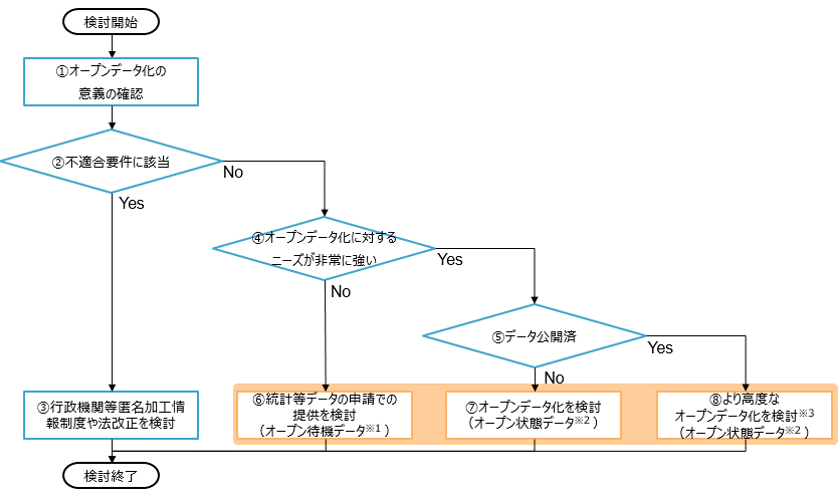 検討開始
①オープンデータ化の
意義の確認
②不適合要件に該当
No
Yes
④オープンデータ化に対する
ニーズが非常に強い
Yes
No
⑤データ公開済
Yes
No
③行政機関等匿名加工情
報制度や法改正を検討
⑥統計等データの申請での
提供を検討
（オープン待機データ※1）
⑦オープンデータ化を検討
（オープン状態データ※2）
⑧より高度な
オープンデータ化を検討※3
（オープン状態データ※2）
検討終了